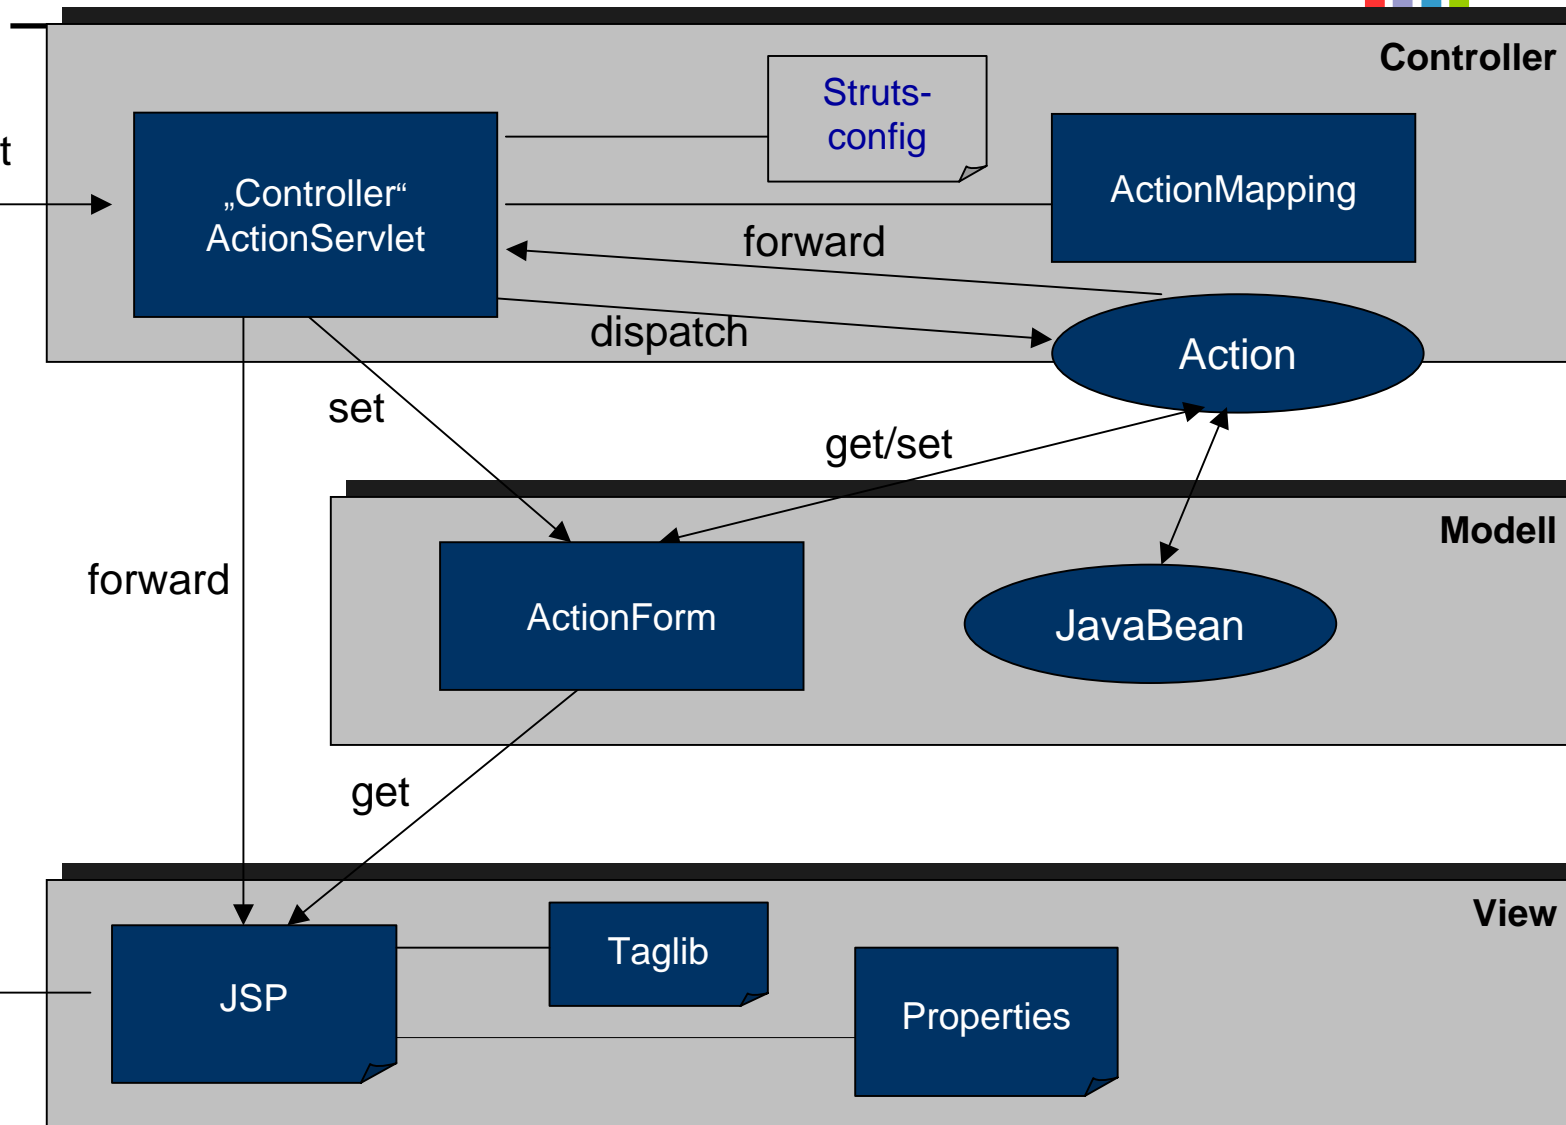 Controller
Struts-
config
t
„Controller“
ActionServlet
ActionMapping
forward
dispatch
Action
set
get/set
Modell
forward
ActionForm
JavaBean
get
View
Taglib
JSP
Properties